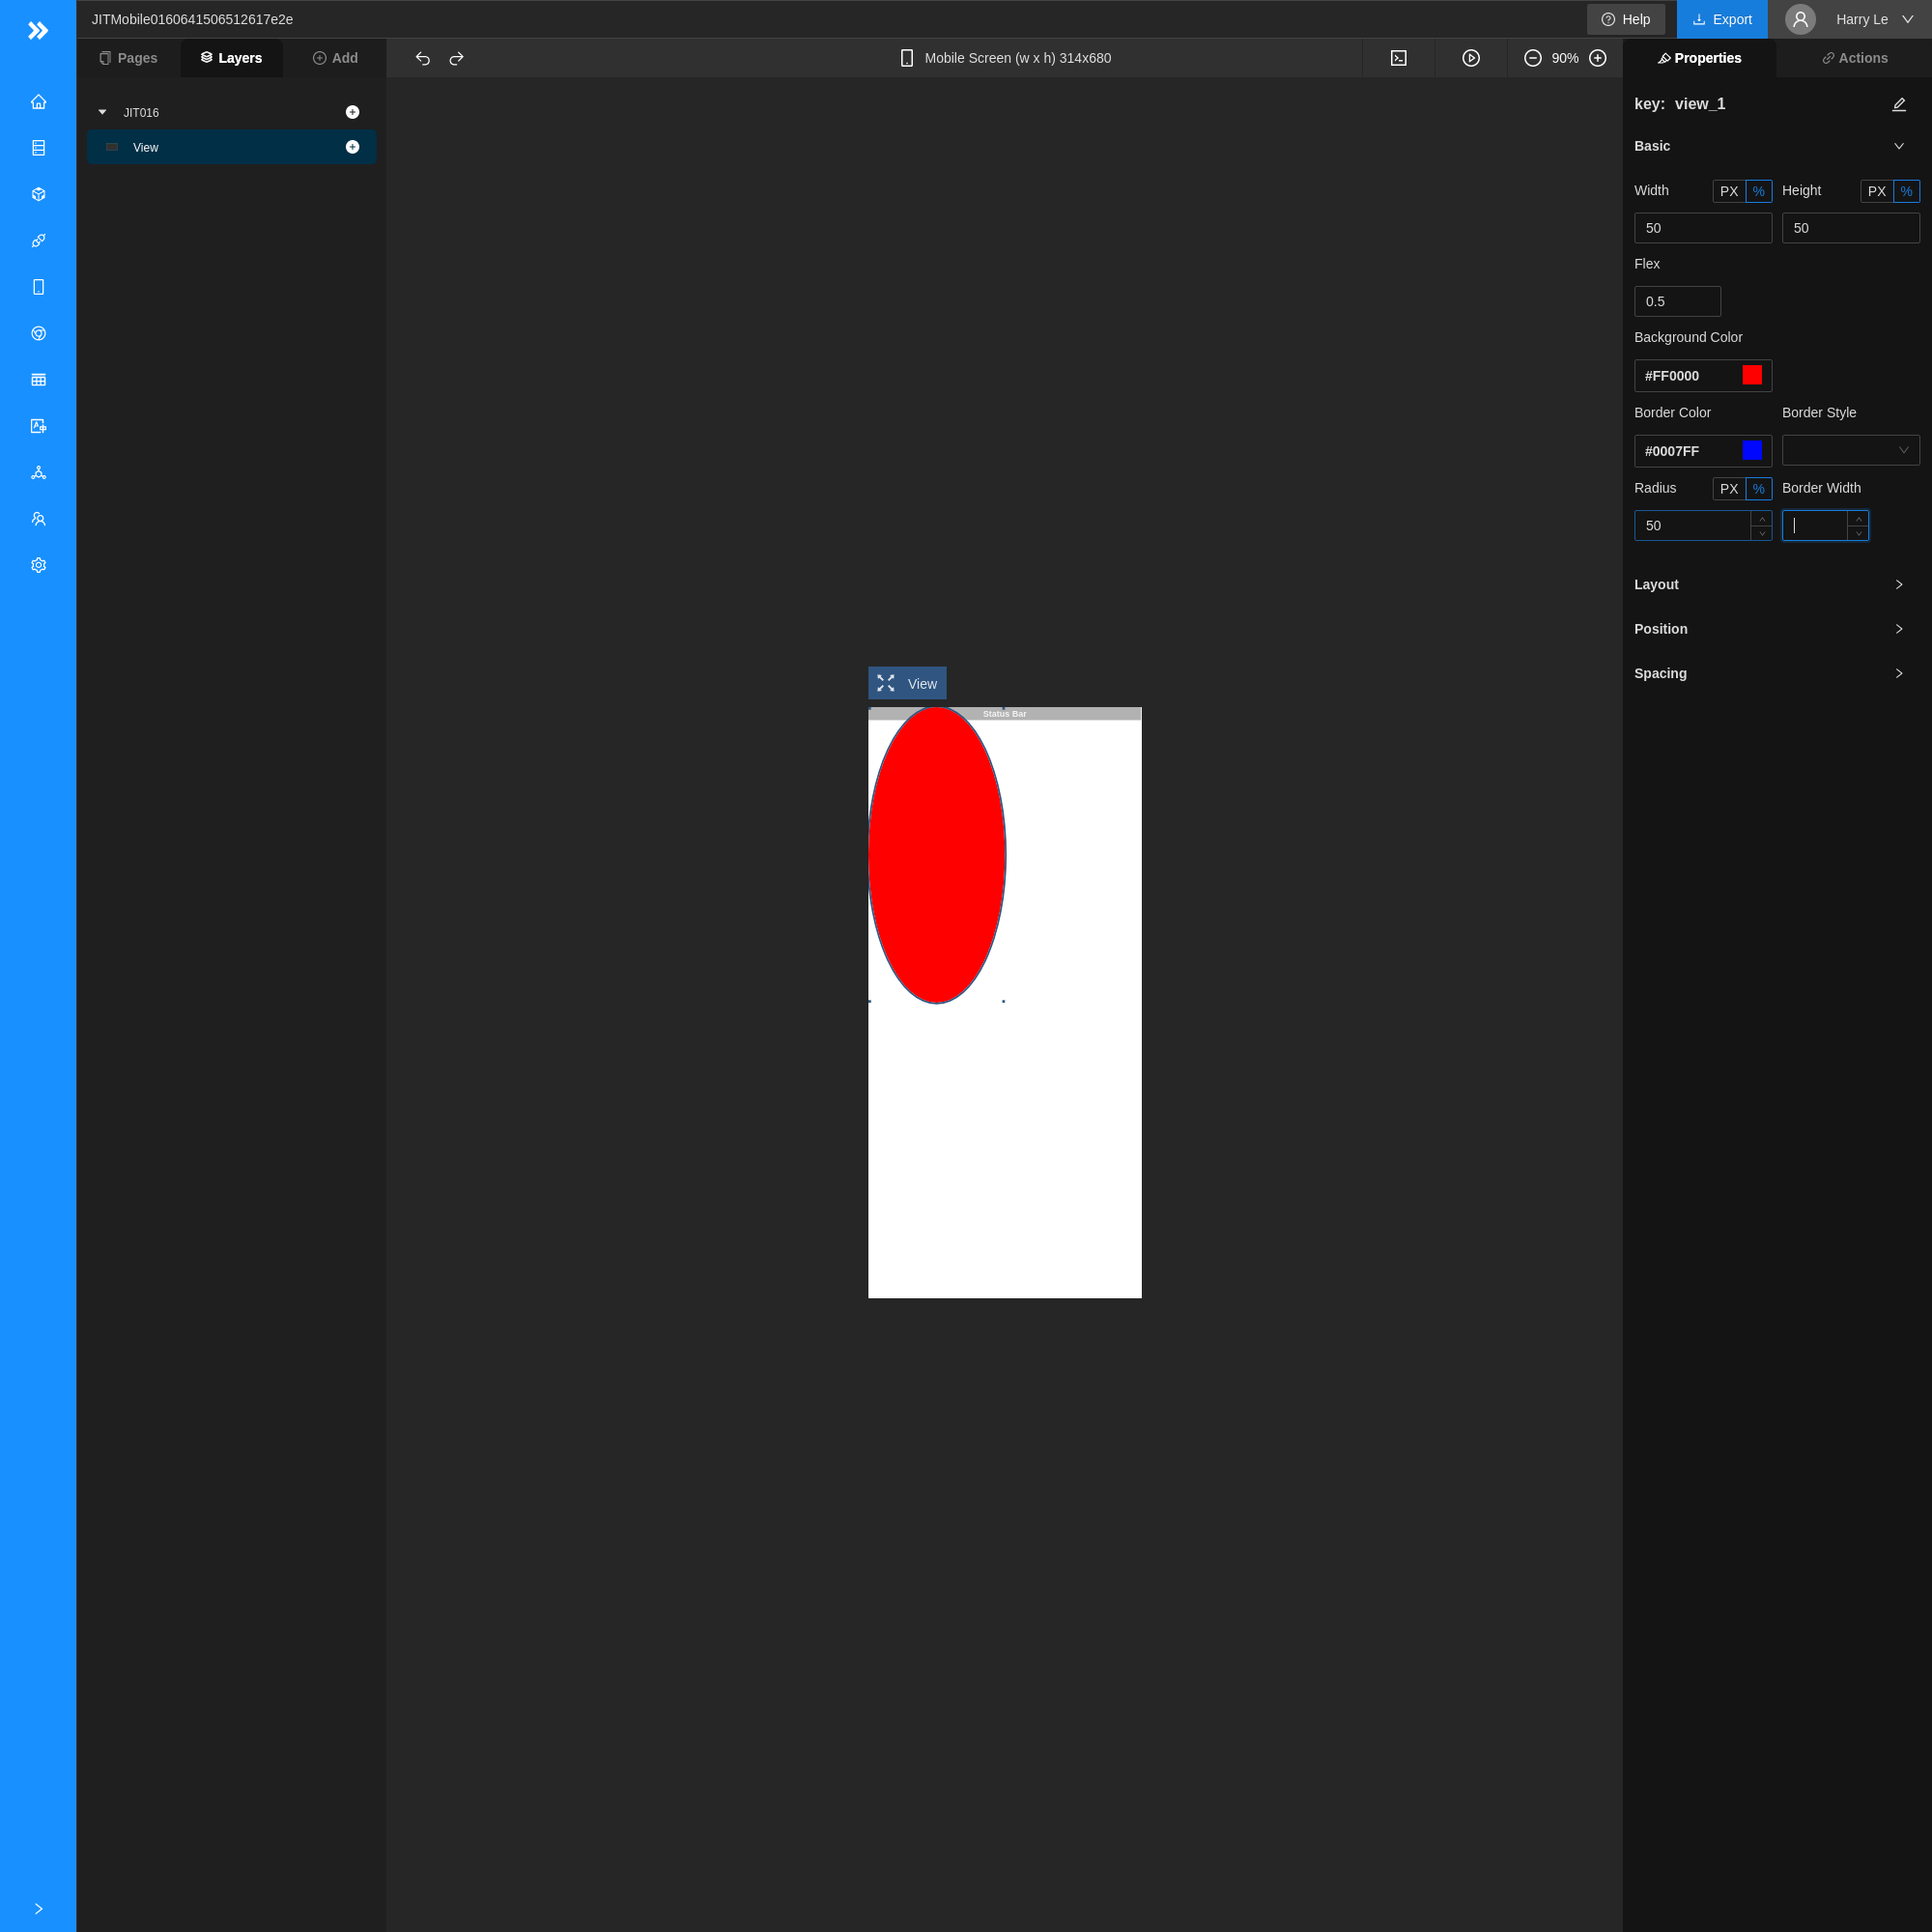 JITMobile0160641506512617e2e
Help
Export
Harry Le
Pages
Layers
Add
Mobile Screen (w x h) 314x680
90%
Properties
Actions
JIT016
View
key: view_1
Basic
Width PX % Height PX %
50 50
Flex
0.5
Background Color
#FF0000
Border Color Border Style
#0007FF
Radius PX % Border Width
50
Layout
Position
Spacing
View
Status Bar